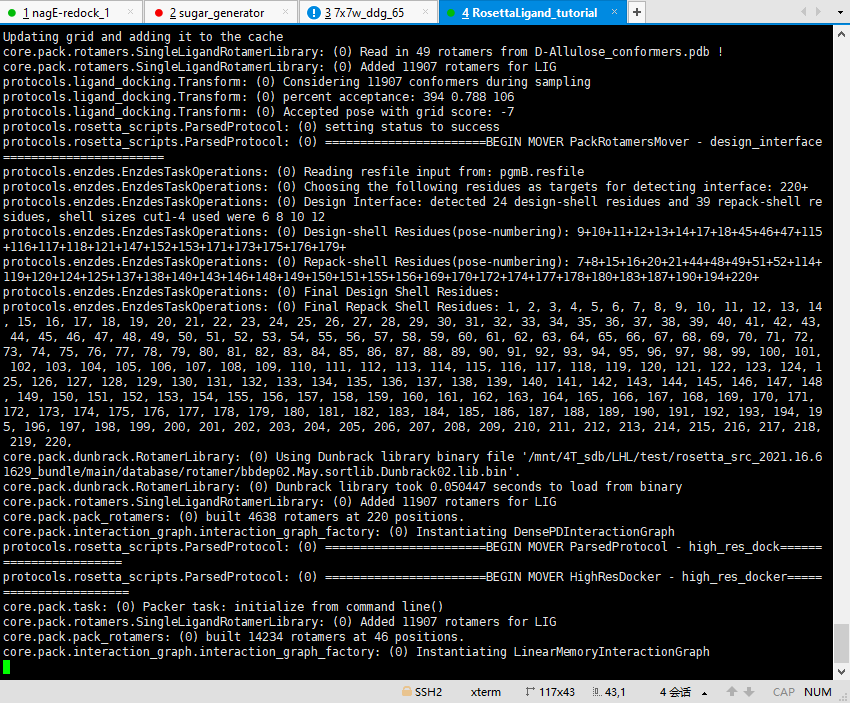 1 nagE-redock_1 2 sugar_generator 3 7x7w_ddg_65 4 RosettaLigand_tutorial
Updating grid and adding it to the cache
core.pack.rotamers.SingleLigandRotamerLibrary: (0) Read in 49 rotamers from D-Allulose_conformers.pdb !
core.pack.rotamers.SingleLigandRotamerLibrary: (0) Added 11907 rotamers for LIG
protocols.ligand_docking.Transform: (0) Considering 11907 conformers during sampling
protocols.ligand_docking.Transform: (0) percent acceptance: 394 0.788 106
protocols.ligand_docking.Transform: (0) Accepted pose with grid score: -7
protocols.rosetta_scripts.ParsedProtocol: (0) setting status to success
protocols.rosetta_scripts.ParsedProtocol: (0) =======================BEGIN MOVER PackRotamersMover - design_interface
=======================
protocols.enzdes.EnzdesTaskOperations: (0) Reading resfile input from: pgmB.resfile
protocols.enzdes.EnzdesTaskOperations: (0) Choosing the following residues as targets for detecting interface: 220+
protocols.enzdes.EnzdesTaskOperations: (0) Design Interface: detected 24 design-shell residues and 39 repack-shell re
sidues, shell sizes cut1-4 used were 6 8 10 12
protocols.enzdes.EnzdesTaskOperations: (0) Design-shell Residues(pose-numbering): 9+10+11+12+13+14+17+18+45+46+47+115
+116+117+118+121+147+152+153+171+173+175+176+179+
protocols.enzdes.EnzdesTaskOperations: (0) Repack-shell Residues(pose-numbering): 7+8+15+16+20+21+44+48+49+51+52+114+
119+120+124+125+137+138+140+143+146+148+149+150+151+155+156+169+170+172+174+177+178+180+183+187+190+194+220+
protocols.enzdes.EnzdesTaskOperations: (0) Final Design Shell Residues:
protocols.enzdes.EnzdesTaskOperations: (0) Final Repack Shell Residues: 1, 2, 3, 4, 5, 6, 7, 8, 9, 10, 11, 12, 13, 14
, 15, 16, 17, 18, 19, 20, 21, 22, 23, 24, 25, 26, 27, 28, 29, 30, 31, 32, 33, 34, 35, 36, 37, 38, 39, 40, 41, 42, 43,
44, 45, 46, 47, 48, 49, 50, 51, 52, 53, 54, 55, 56, 57, 58, 59, 60, 61, 62, 63, 64, 65, 66, 67, 68, 69, 70, 71, 72,
73, 74, 75, 76, 77, 78, 79, 80, 81, 82, 83, 84, 85, 86, 87, 88, 89, 90, 91, 92, 93, 94, 95, 96, 97, 98, 99, 100, 101,
102, 103, 104, 105, 106, 107, 108, 109, 110, 111, 112, 113, 114, 115, 116, 117, 118, 119, 120, 121, 122, 123, 124, 1
25, 126, 127, 128, 129, 130, 131, 132, 133, 134, 135, 136, 137, 138, 139, 140, 141, 142, 143, 144, 145, 146, 147, 148
, 149, 150, 151, 152, 153, 154, 155, 156, 157, 158, 159, 160, 161, 162, 163, 164, 165, 166, 167, 168, 169, 170, 171,
172, 173, 174, 175, 176, 177, 178, 179, 180, 181, 182, 183, 184, 185, 186, 187, 188, 189, 190, 191, 192, 193, 194, 19
5, 196, 197, 198, 199, 200, 201, 202, 203, 204, 205, 206, 207, 208, 209, 210, 211, 212, 213, 214, 215, 216, 217, 218,
219, 220,
core.pack.dunbrack.RotamerLibrary: (0) Using Dunbrack library binary file '/mnt/4T_sdb/LHL/test/rosetta_src_2021.16.6
1629_bundle/main/database/rotamer/bbdep02.May.sortlib.Dunbrack02.lib.bin'.
core.pack.dunbrack.RotamerLibrary: (0) Dunbrack library took 0.050447 seconds to load from binary
core.pack.rotamers.SingleLigandRotamerLibrary: (0) Added 11907 rotamers for LIG
core.pack.pack_rotamers: (0) built 4638 rotamers at 220 positions.
core.pack.interaction_graph.interaction_graph_factory: (0) Instantiating DensePDInteractionGraph
protocols.rosetta_scripts.ParsedProtocol: (0) =======================BEGIN MOVER ParsedProtocol - high_res_dock======
=================
protocols.rosetta_scripts.ParsedProtocol: (0) =======================BEGIN MOVER HighResDocker - high_res_docker=====
==================
core.pack.task: (0) Packer task: initialize from command line()
core.pack.rotamers.SingleLigandRotamerLibrary: (0) Added 11907 rotamers for LIG
core.pack.pack_rotamers: (0) built 14234 rotamers at 46 positions.
core.pack.interaction_graph.interaction_graph_factory: (0) Instantiating LinearMemoryInteractionGraph
SSH2 xterm 117x43 43,1 4 会话 CAP NUM